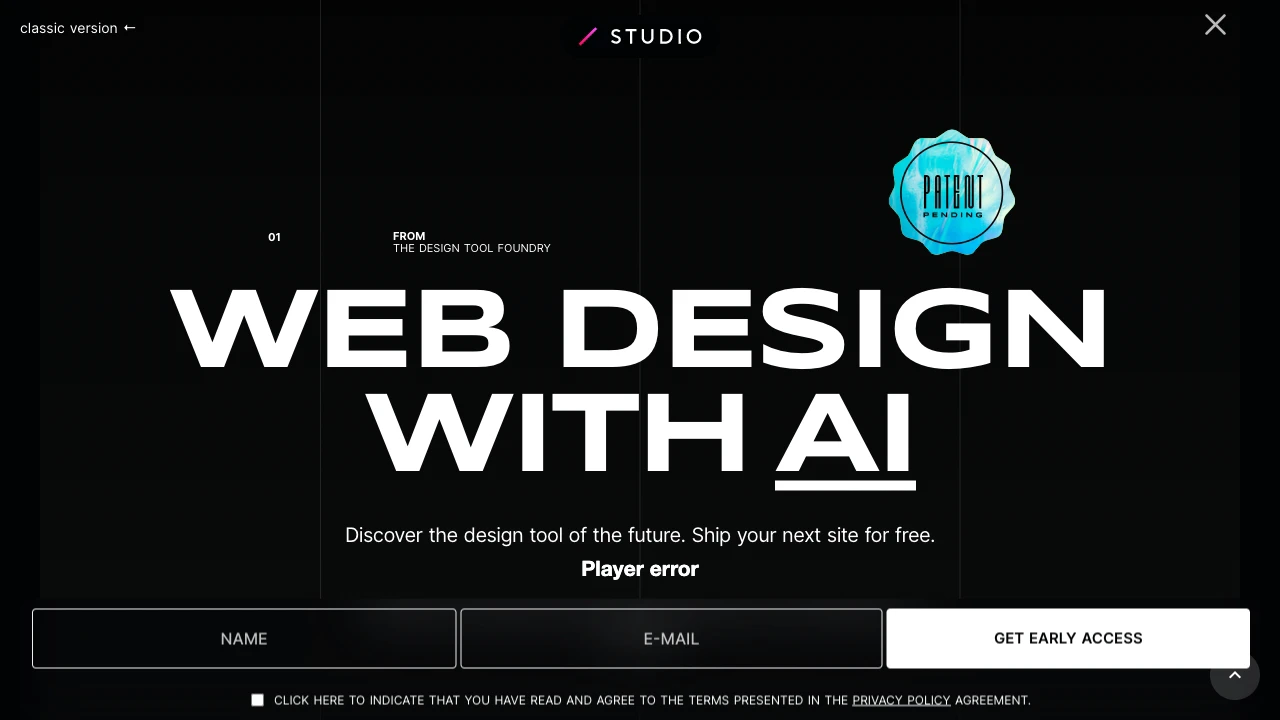 classic version ←
STUDIO
PATENT
PENDING
01
FROM
THE DESIGN TOOL FOUNDRY
WEB DESIGN
WITH AI
Discover the design tool of the future. Ship your next site for free.
Player error
NAME
E-MAIL
GET EARLY ACCESS
CLICK HERE TO INDICATE THAT YOU HAVE READ AND AGREE TO THE TERMS PRESENTED IN THE PRIVACY POLICY AGREEMENT.